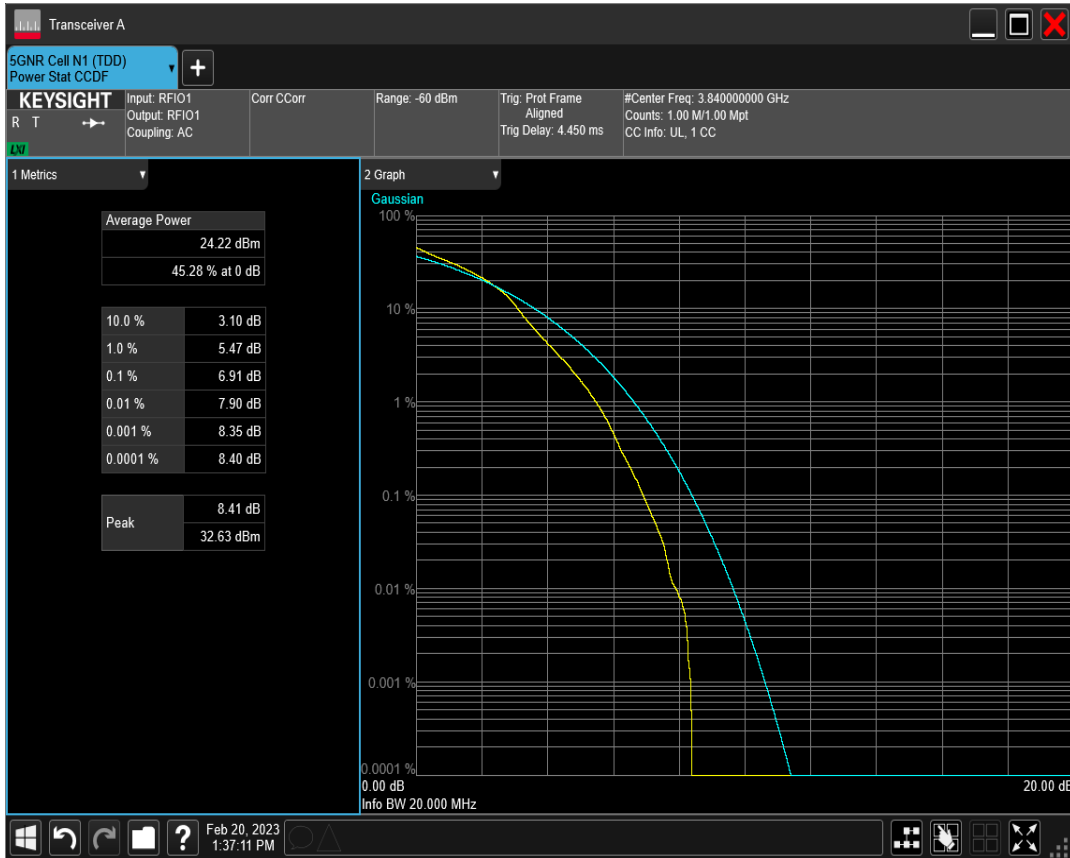 Transceiver A
5GNR Cell N1 (TDD)
Power Stat CCDF
+
KEYSIGHT
R T
LXI
Input: RFIO1
Output: RFIO1
Coupling: AC
Corr CCorr
Range: -60 dBm
Trig: Prot Frame
Aligned
Trig Delay: 4.450 ms
#Center Freq: 3.840000000 GHz
Counts: 1.00 M/1.00 Mpt
CC Info: UL, 1 CC
1 Metrics
Average Power
24.22 dBm
45.28 % at 0 dB
10.0 % 3.10 dB
1.0 % 5.47 dB
0.1 % 6.91 dB
0.01 % 7.90 dB
0.001 % 8.35 dB
0.0001 % 8.40 dB
Peak
8.41 dB
32.63 dBm
2 Graph
Gaussian
100 %
10 %
1 %
0.1 %
0.01 %
0.001 %
0.0001 %
0.00 dB 20.00 dB
Info BW 20.000 MHz
?
Feb 20, 2023
1:37:11 PM